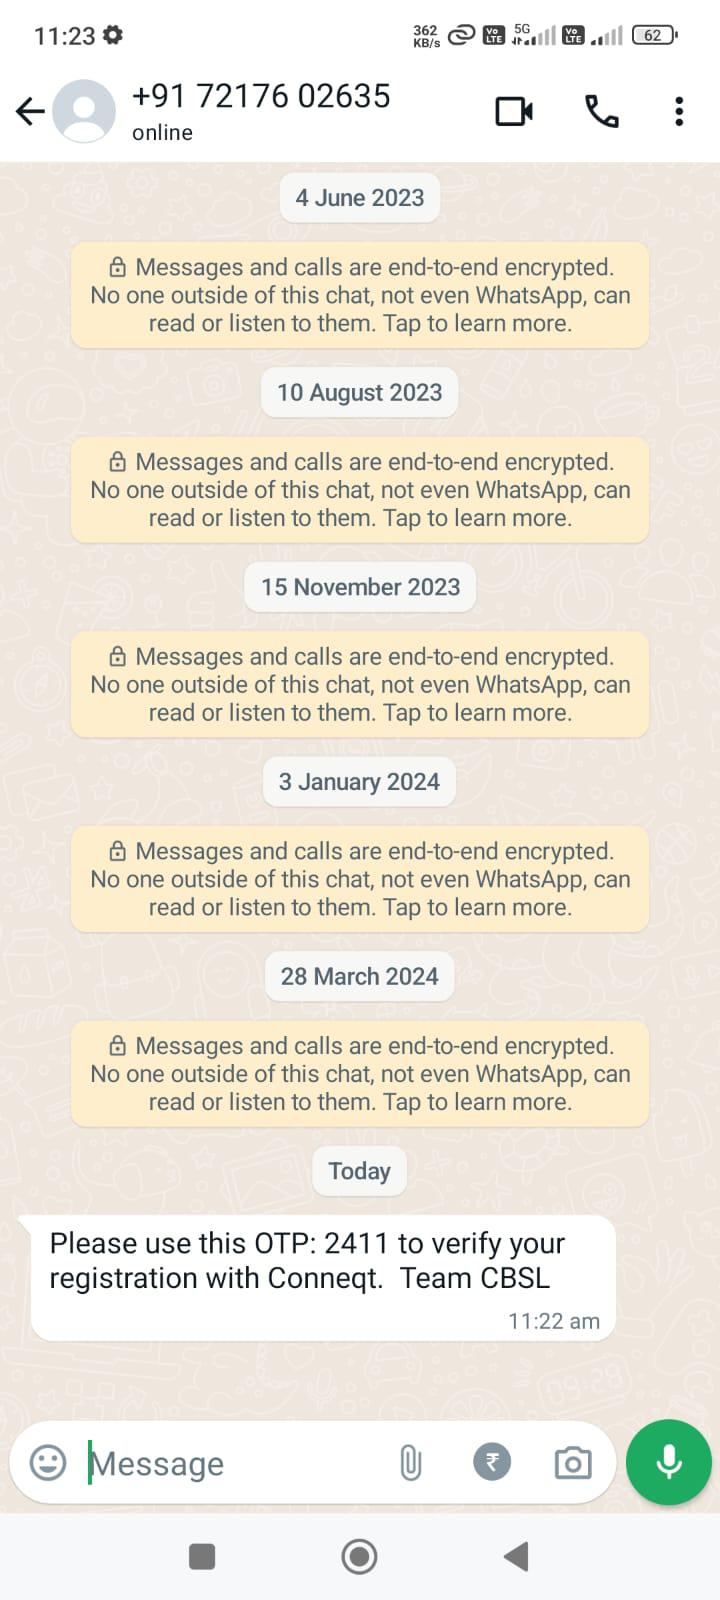 11:23
362
KB/s
Vo
LTE
5G
Vo
LTE
62
+91 72176 02635
online
4 June 2023
Messages and calls are end-to-end encrypted.
No one outside of this chat, not even WhatsApp, can
read or listen to them. Tap to learn more.
10 August 2023
Messages and calls are end-to-end encrypted.
No one outside of this chat, not even WhatsApp, can
read or listen to them. Tap to learn more.
15 November 2023
Messages and calls are end-to-end encrypted.
No one outside of this chat, not even WhatsApp, can
read or listen to them. Tap to learn more.
3 January 2024
Messages and calls are end-to-end encrypted.
No one outside of this chat, not even WhatsApp, can
read or listen to them. Tap to learn more.
28 March 2024
Messages and calls are end-to-end encrypted.
No one outside of this chat, not even WhatsApp, can
read or listen to them. Tap to learn more.
Today
Please use this OTP: 2411 to verify your
registration with Conneqt.  Team CBSL
11:22 am
Message
₹